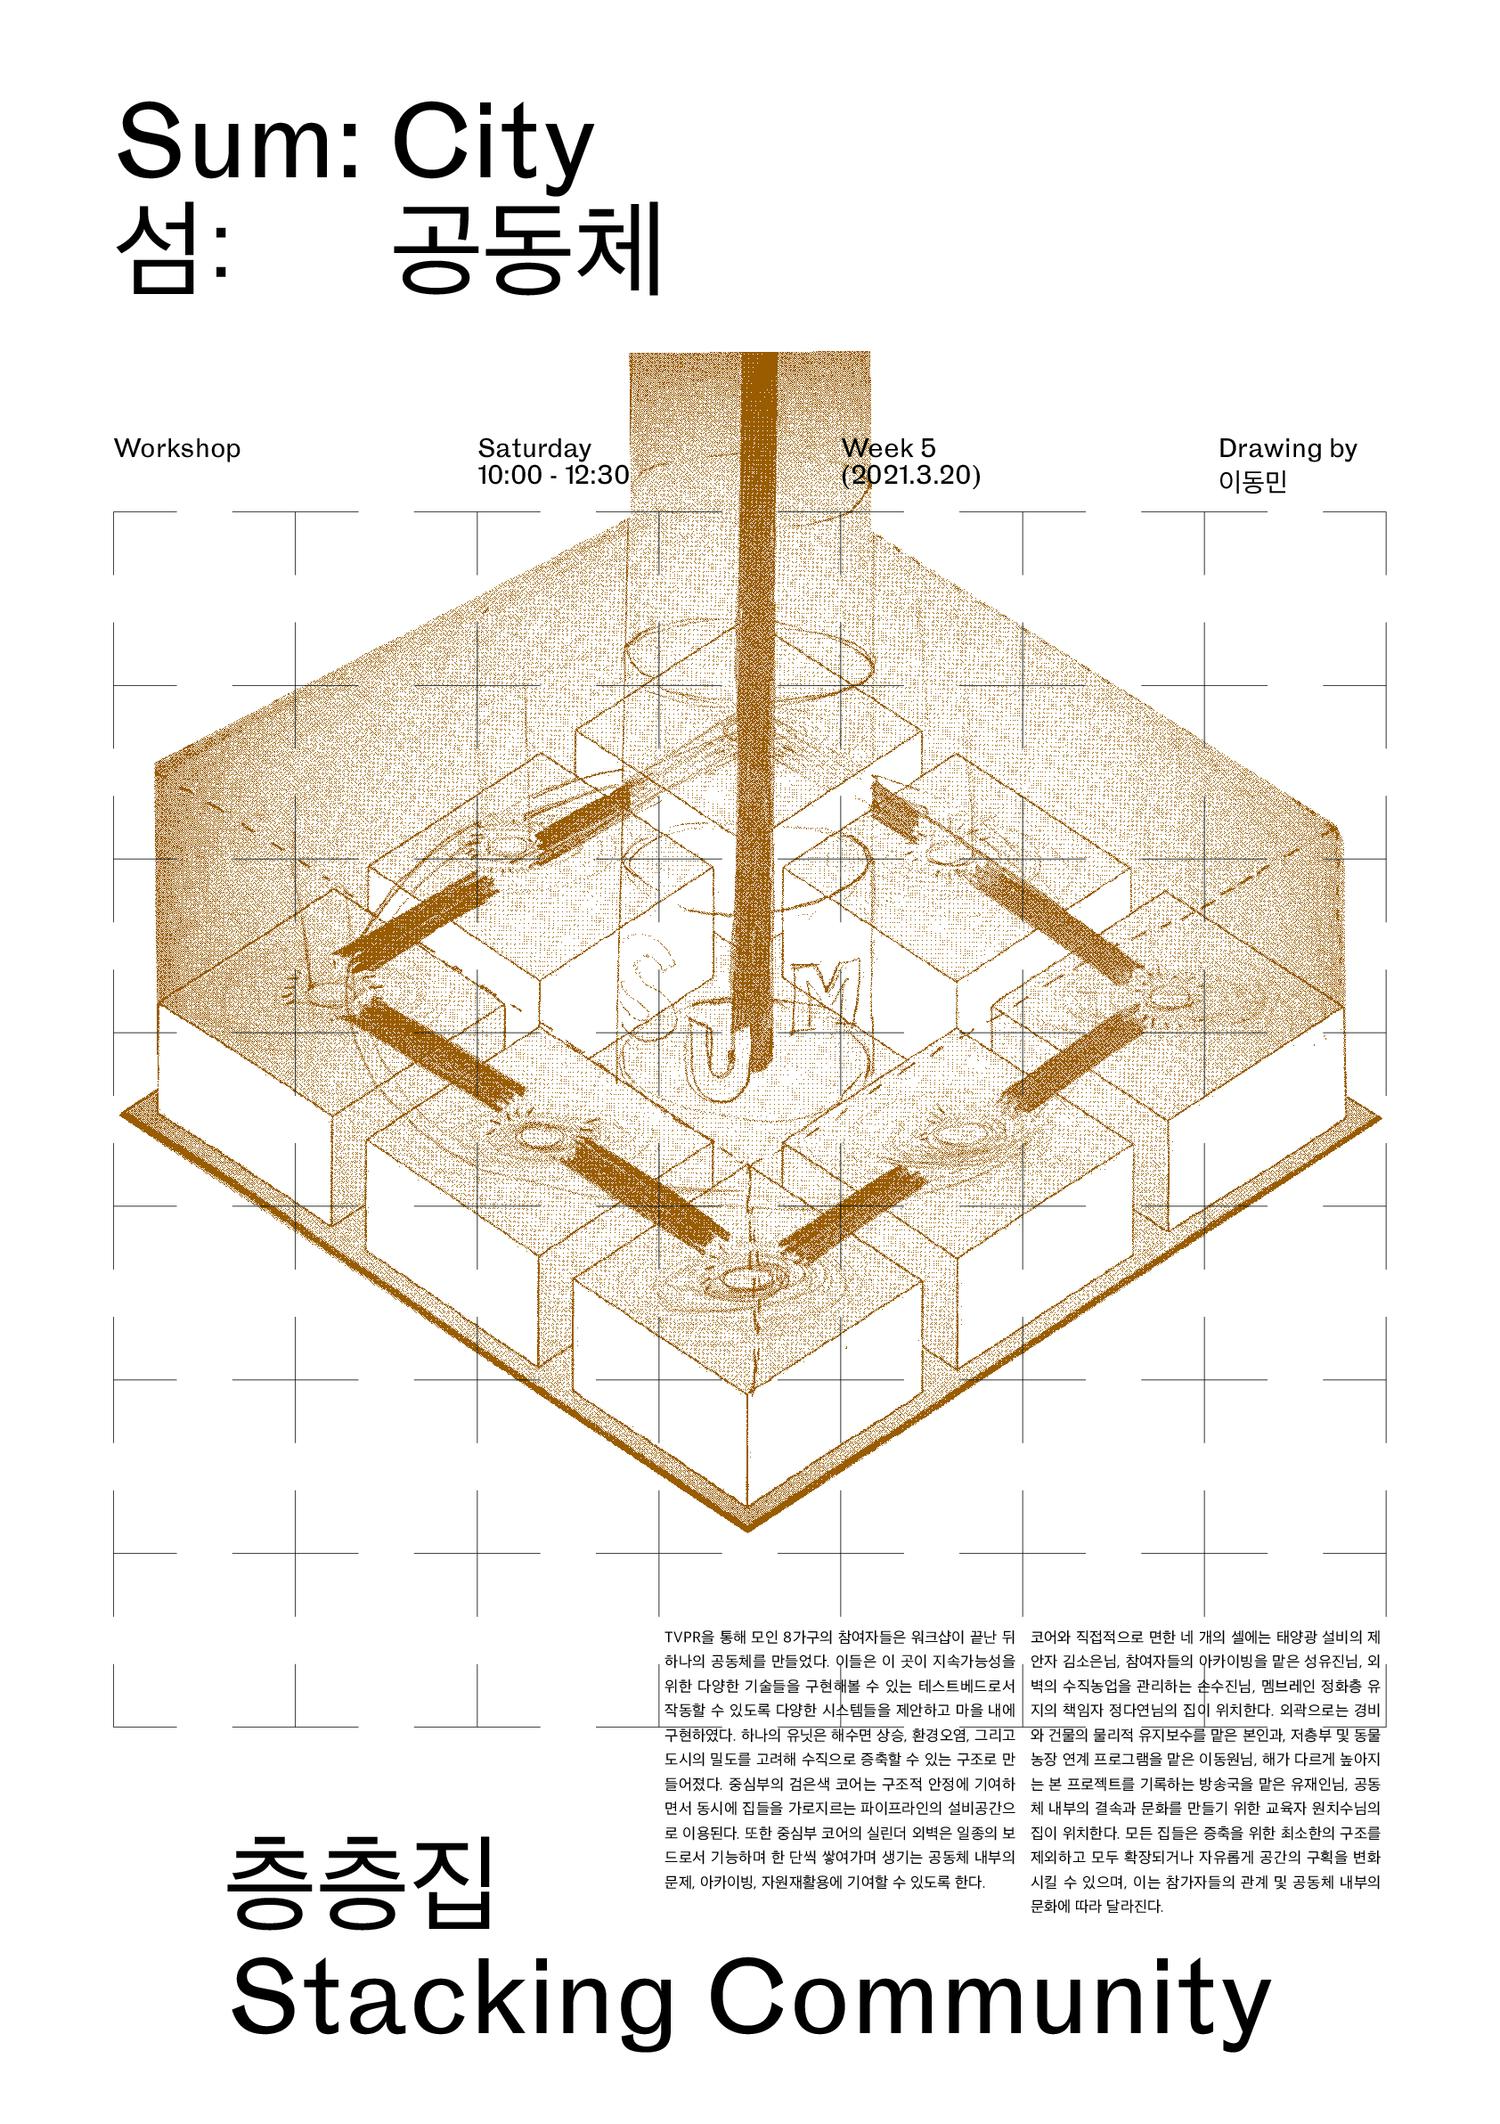 Sum: City
섬: 공동체
Workshop
Saturday
10:00 - 12:30
Week 5
(2021.3.20)
Drawing by
이동민
S U M
TVPR을 통해 모인 8가구의 참여자들은 워크샵이 끝난 뒤
하나의 공동체를 만들었다. 이들은 이 곳이 지속가능성을
위한 다양한 기술들을 구현해볼 수 있는 테스트베드로서
작동할 수 있도록 다양한 시스템들을 제안하고 마을 내에
구현하였다. 하나의 유닛은 해수면 상승, 환경오염, 그리고
도시의 밀도를 고려해 수직으로 증축할 수 있는 구조로 만
들어졌다. 중심부의 검은색 코어는 구조적 안정에 기여하
면서 동시에 집들을 가로지르는 파이프라인의 설비공간으
로 이용된다. 또한 중심부 코어의 실린더 외벽은 일종의 보
드로서 기능하며 한 단씩 쌓여가며 생기는 공동체 내부의
문제, 아카이빙, 자원재활용에 기여할 수 있도록 한다.
코어와 직접적으로 면한 네 개의 셀에는 태양광 설비의 제
안자 김소은님, 참여자들의 아카이빙을 맡은 성유진님, 외
벽의 수직농업을 관리하는 손수진님, 멤브레인 정화층 유
지의 책임자 정다연님의 집이 위치한다. 외곽으로는 경비
와 건물의 물리적 유지보수를 맡은 본인과, 저층부 및 동물
농장 연계 프로그램을 맡은 이동원님, 해가 다르게 높아지
는 본 프로젝트를 기록하는 방송국을 맡은 유재인님, 공동
체 내부의 결속과 문화를 만들기 위한 교육자 원치수님의
집이 위치한다. 모든 집들은 증축을 위한 최소한의 구조를
제외하고 모두 확장되거나 자유롭게 공간의 구획을 변화
시킬 수 있으며, 이는 참가자들의 관계 및 공동체 내부의
문화에 따라 달라진다.
층층집
Stacking Community